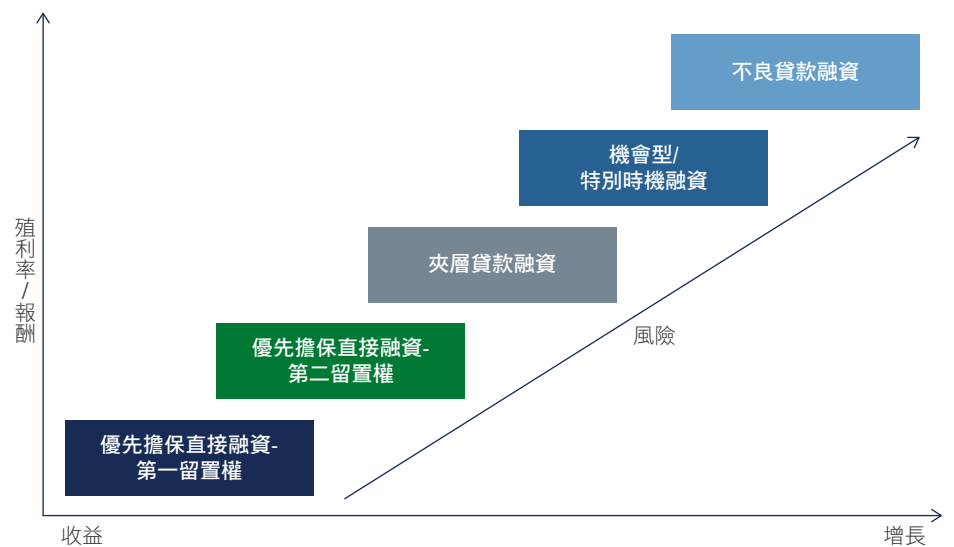 不良貸款融資
機會型/
特別時機融資
殖利率/報酬
夾層貸款融資
風險
優先擔保直接融資-
第二留置權
優先擔保直接融資-
第一留置權
收益
增長